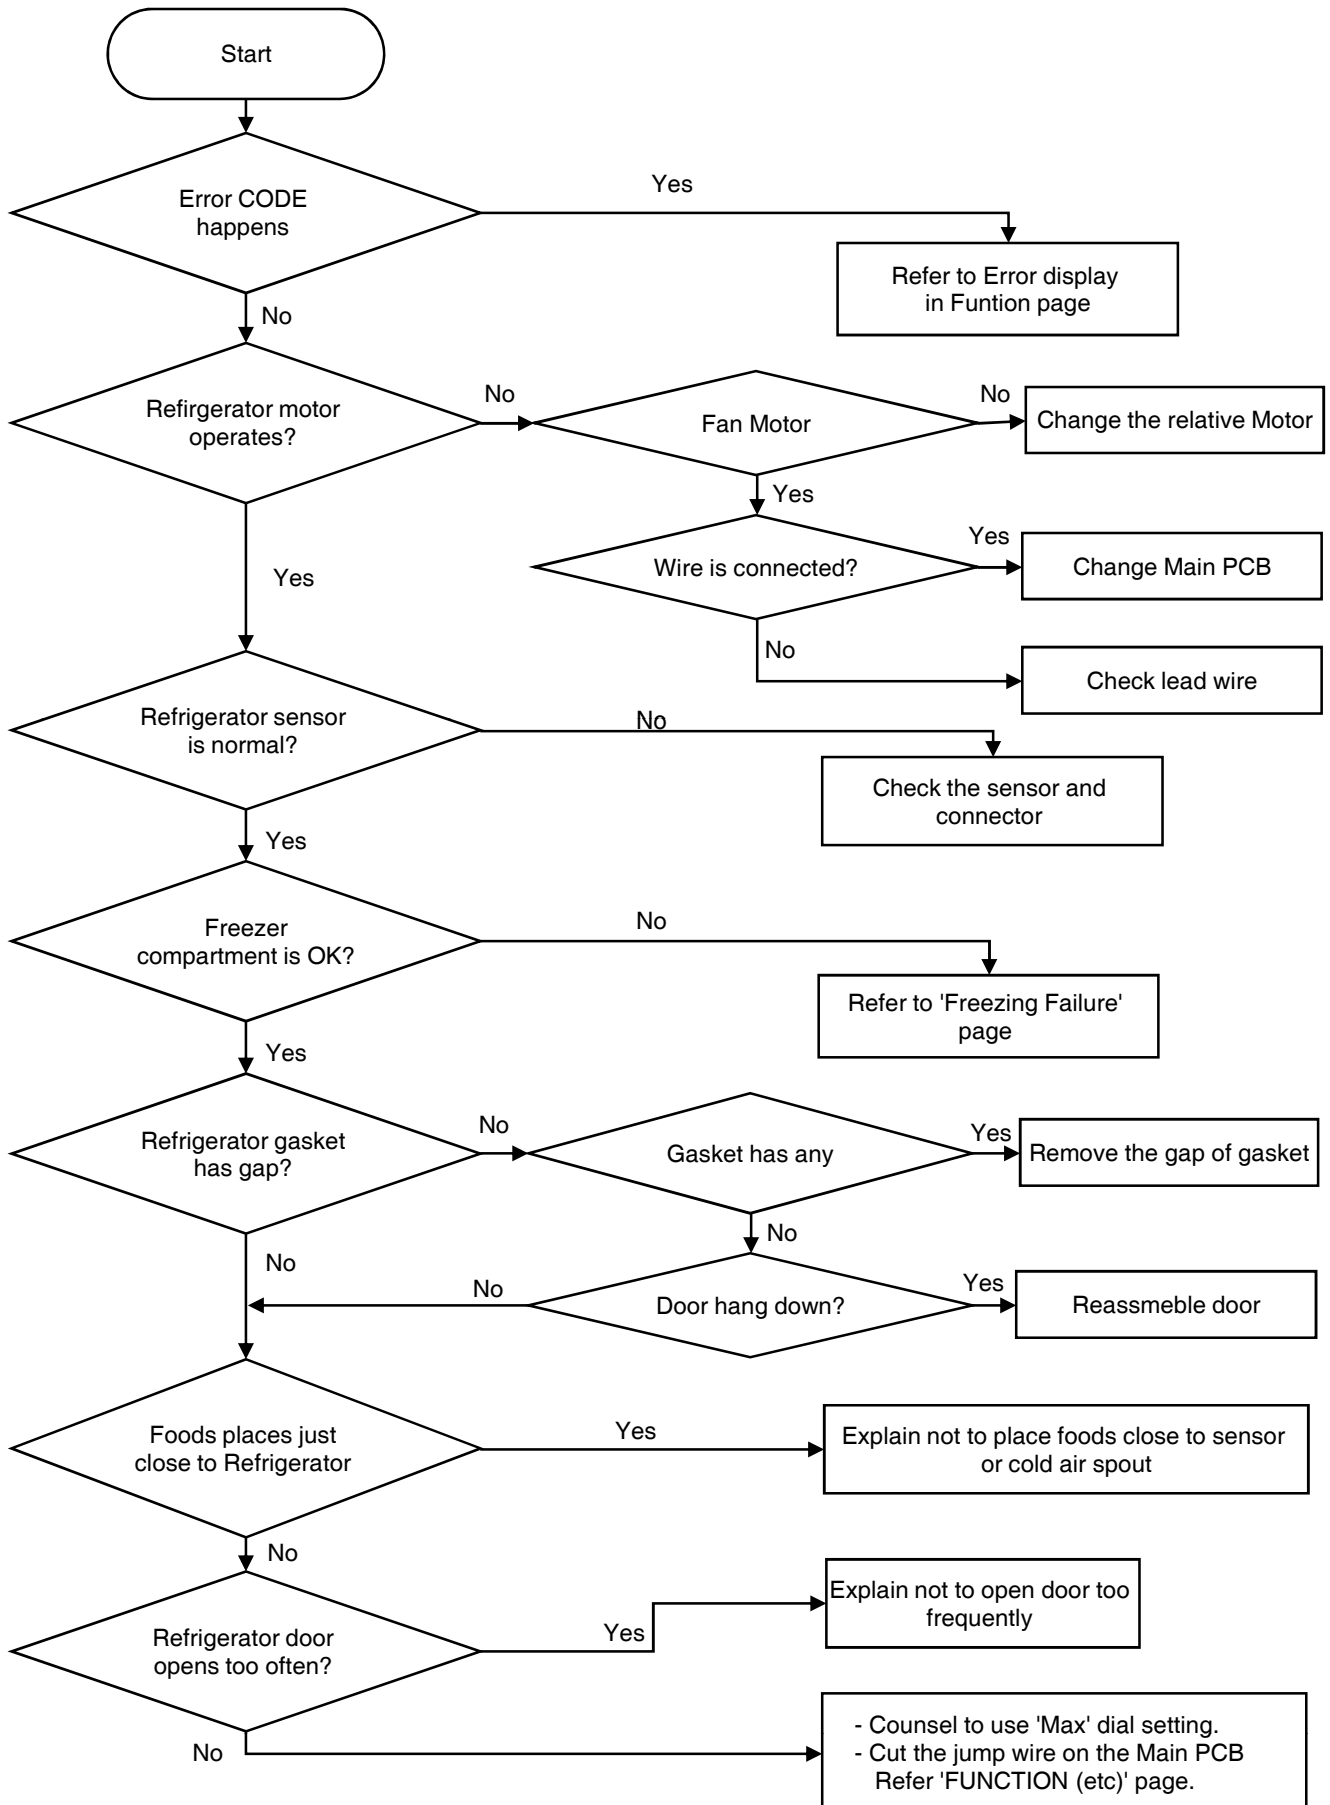 Start
Error CODE
happens
Yes
Refer to Error display
in Funtion page
No
Refirgerator motor
operates?
No
Fan Motor
No
Change the relative Motor
Yes
Wire is connected?
Yes
Change Main PCB
No
Check lead wire
Yes
Refrigerator sensor
is normal?
No
Check the sensor and
connector
Yes
Freezer
compartment is OK?
No
Refer to 'Freezing Failure'
page
Yes
Refrigerator gasket
has gap?
No
Gasket has any
Yes
Remove the gap of gasket
No
Door hang down?
Yes
Reassmeble door
No
No
Foods places just
close to Refrigerator
Yes
Explain not to place foods close to sensor
or cold air spout
No
Refrigerator door
opens too often?
Yes
Explain not to open door too
frequently
No
- Counsel to use 'Max' dial setting.
- Cut the jump wire on the Main PCB
Refer 'FUNCTION (etc)' page.